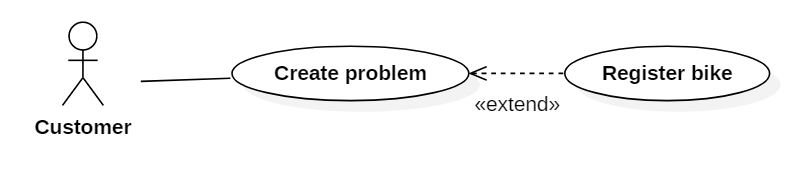 Create problem
Register bike
«extend»
Customer